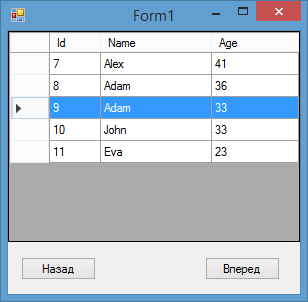 Form1
Id Name Age
7 Alex 41
8 Adam 36
9 Adam 33
10 John 33
11 Eva 23
Назад Вперед